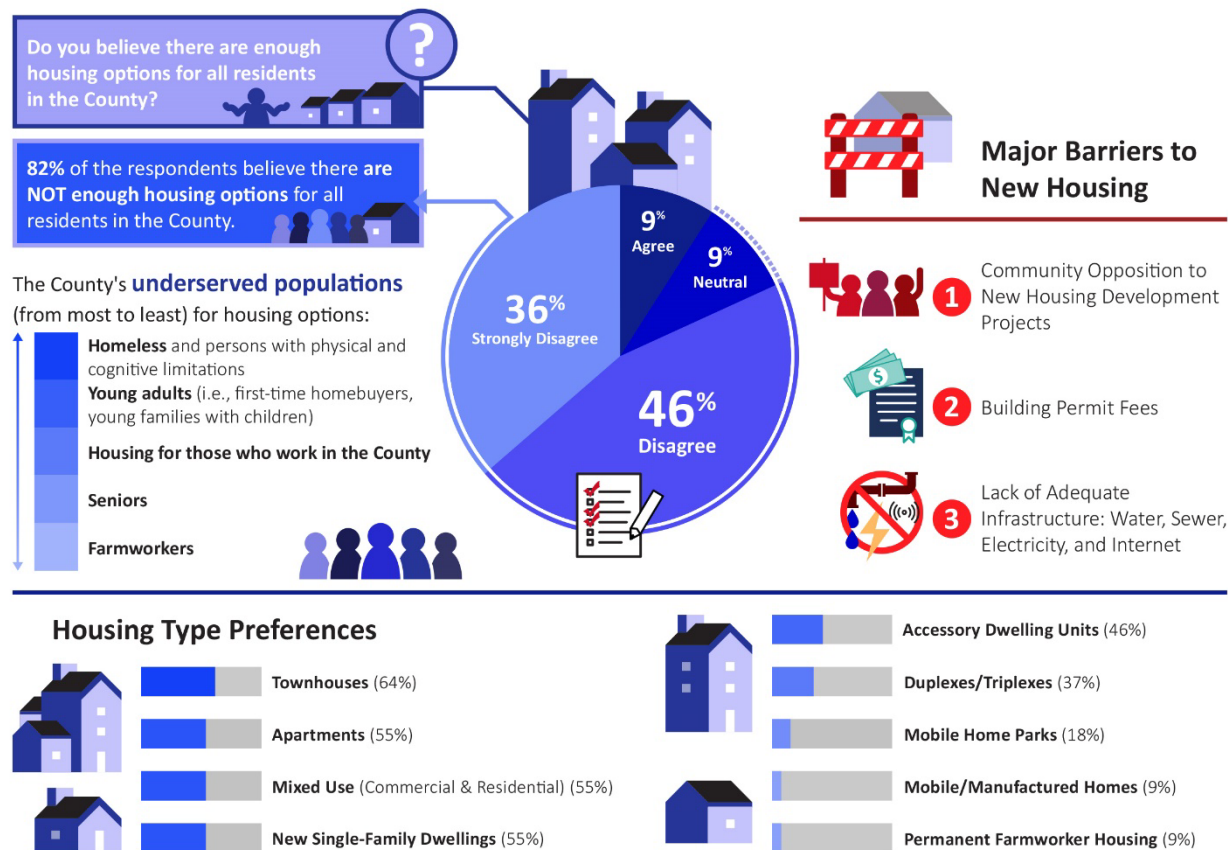 Do you believe there are enough
housing options for all residents
in the County?
?
82% of the respondents believe there are
NOT enough housing options for all
residents in the County.
The County's underserved populations
(from most to least) for housing options:
Homeless and persons with physical and
cognitive limitations
Young adults (i.e., first-time homebuyers,
young families with children)
Housing for those who work in the County
Seniors
Farmworkers
9%
Agree
9%
Neutral
36%
Strongly Disagree
46%
Disagree
Major Barriers to
New Housing
1
Community Opposition to
New Housing Development
Projects
$
2
Building Permit Fees
3
Lack of Adequate
Infrastructure: Water, Sewer,
Electricity, and Internet
Housing Type Preferences
Townhouses (64%)
Apartments (55%)
Mixed Use (Commercial & Residential) (55%)
New Single-Family Dwellings (55%)
Accessory Dwelling Units (46%)
Duplexes/Triplexes (37%)
Mobile Home Parks (18%)
Mobile/Manufactured Homes (9%)
Permanent Farmworker Housing (9%)